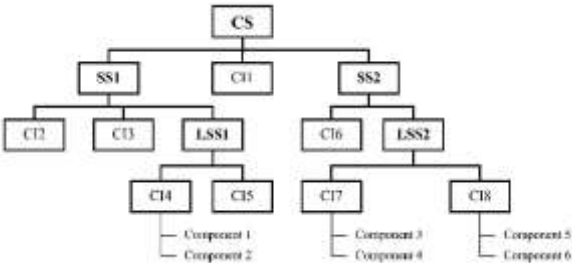 CS
SS1 CI1 SS2
CI2 CI3 LSS1 CI6 LSS2
CI4 CI5 CI7 CI8
Component 1 Component 3 Component 5
Component 2 Component 4 Component 6